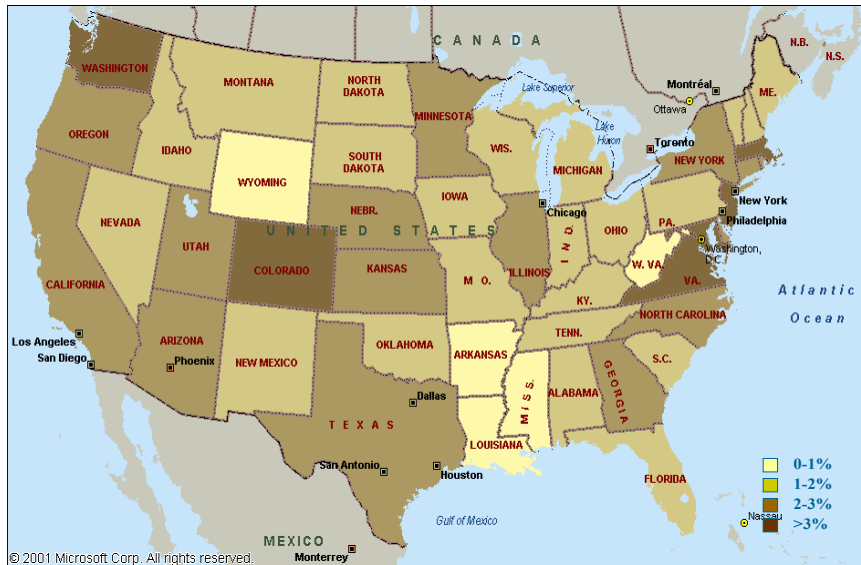 CANADA
N.B.
N.S.
WASHINGTON
MONTANA
NORTH
DAKOTA
Lake Superior
Montréal
Ottawa
ME.
MINNESOTA
OREGON
IDAHO
Lake
Huron
Toronto
WIS.
MICHIGAN
NEW YORK
SOUTH
DAKOTA
WYOMING
IOWA
New York
Philadelphia
NEBR.
Chicago
NEVADA
UNITED STATES
OHIO
PA.
UTAH
IND.
Washington,
D.C.
COLORADO
KANSAS
ILLINOIS
W. VA.
CALIFORNIA
MO.
VA.
Atlantic
Ocean
KY.
NORTH CAROLINA
Los Angeles
San Diego
ARIZONA
Phoenix
NEW MEXICO
OKLAHOMA
ARKANSAS
TENN.
S.C.
MISS.
ALABAMA
GEORGIA
Dallas
TEXAS
LOUISIANA
San Antonio
Houston
FLORIDA
0-1%
1-2%
2-3%
>3%
Gulf of Mexico
Nassau
MEXICO
Monterrey
© 2001 Microsoft Corp. All rights reserved.